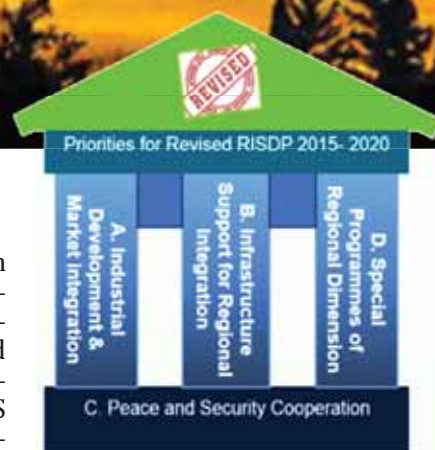 REVISED
Priorities for Revised RISDP 2015- 2020
A. Industrial
Development &
Market Integration
B. Infrastructure
Support for Regional
Integration
D. Special
Programmes of
Regional Dimension
C. Peace and Security Cooperation